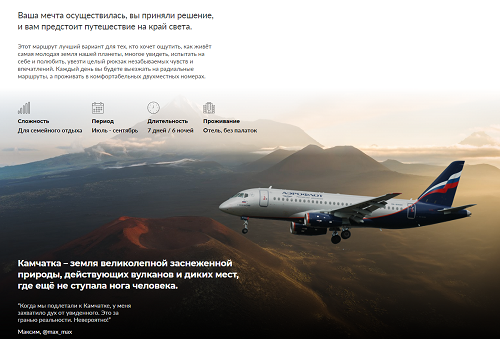 Ваша мечта осуществилась, вы приняли решение,
и вам предстоит путешествие на край света.
Этот маршрут лучший вариант для тех, кто хочет ощутить, как живёт
самая молодая земля нашей планеты, многое увидеть, испытать на
себе и полюбить, увезти целый рюкзак незабываемых чувств и
впечатлений. Каждый день вы будете выезжать на радиальные
маршруты, а проживать в комфортабельных двухместных номерах.
Сложность Период Длительность Проживание
Для семейного отдыха Июль - сентябрь 7 дней / 6 ночей Отель, без палаток
АЭРОФЛОТ
Камчатка – земля великолепной заснеженной
природы, действующих вулканов и диких мест,
где ещё не ступала нога человека.
"Когда мы подлетали к Камчатке, у меня
захватило дух от увиденного. Это за
гранью реальности. Невероятно!"
Максим, @max_max